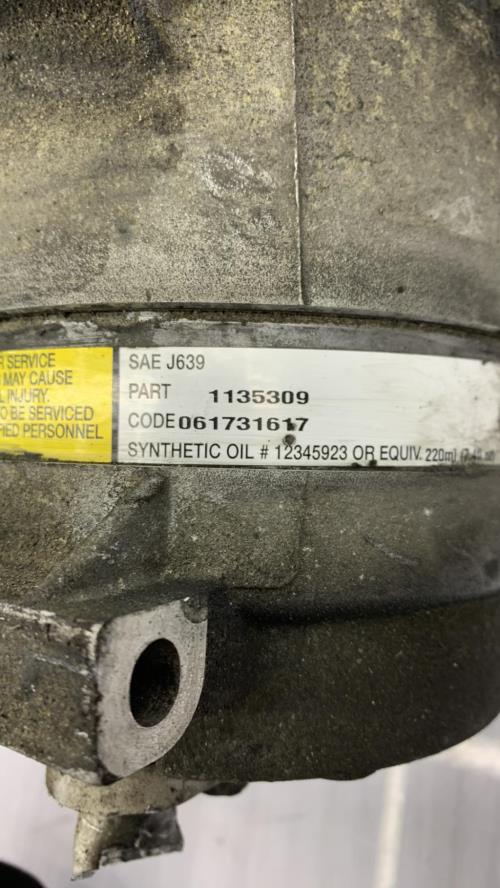 R SERVICE
MAY CAUSE
INJURY.
O BE SERVICED
FIED PERSONNEL
SAE J639
PART 1135309
CODE 061731617
SYNTHETIC OIL # 12345923 OR EQUIV. 220ml